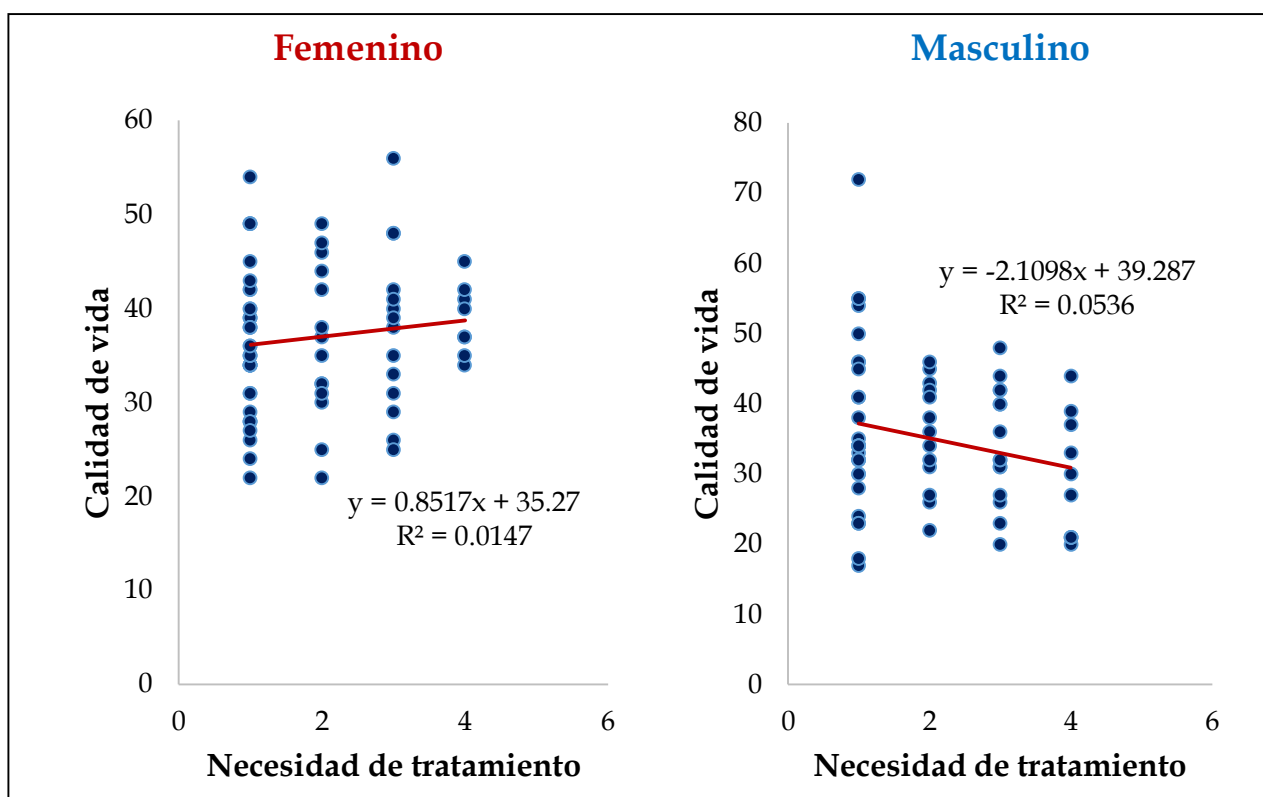 Femenino
60
50
40
30
20
10
0
0 2 4 6
Calidad de vida
Necesidad de tratamiento
y = 0.8517x + 35.27
R² = 0.0147
Masculino
80
70
60
50
40
30
20
10
0
0 2 4 6
Calidad de vida
Necesidad de tratamiento
y = -2.1098x + 39.287
R² = 0.0536